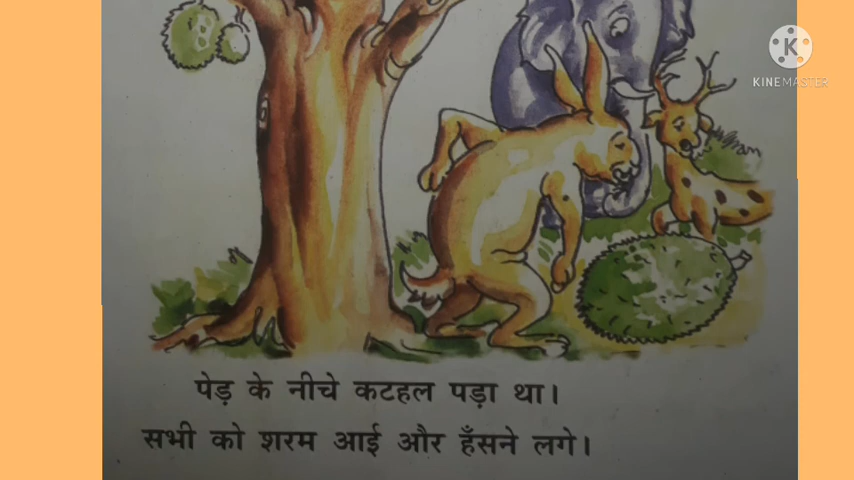 KINEMASTER
पेड़ के नीचे कटहल पड़ा था।
सभी को शरम आई और हँसने लगे।